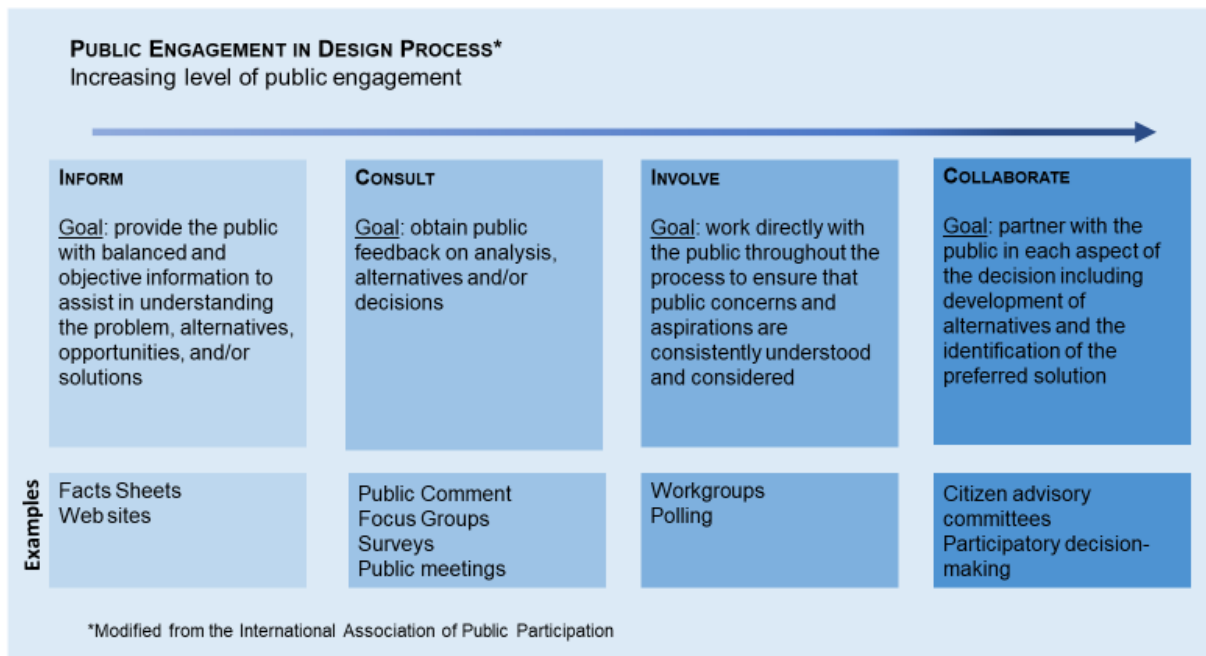 PUBLIC ENGAGEMENT IN DESIGN PROCESS*
Increasing level of public engagement
INFORM
Goal: provide the public
with balanced and
objective information to
assist in understanding
the problem, alternatives,
opportunities, and/or
solutions
CONSULT
Goal: obtain public
feedback on analysis,
alternatives and/or
decisions
INVOLVE
Goal: work directly with
the public throughout the
process to ensure that
public concerns and
aspirations are
consistently understood
and considered
COLLABORATE
Goal: partner with the
public in each aspect of
the decision including
development of
alternatives and the
identification of the
preferred solution
Examples
Facts Sheets
Web sites
Public Comment
Focus Groups
Surveys
Public meetings
Workgroups
Polling
Citizen advisory
committees
Participatory decision-
making
*Modified from the International Association of Public Participation